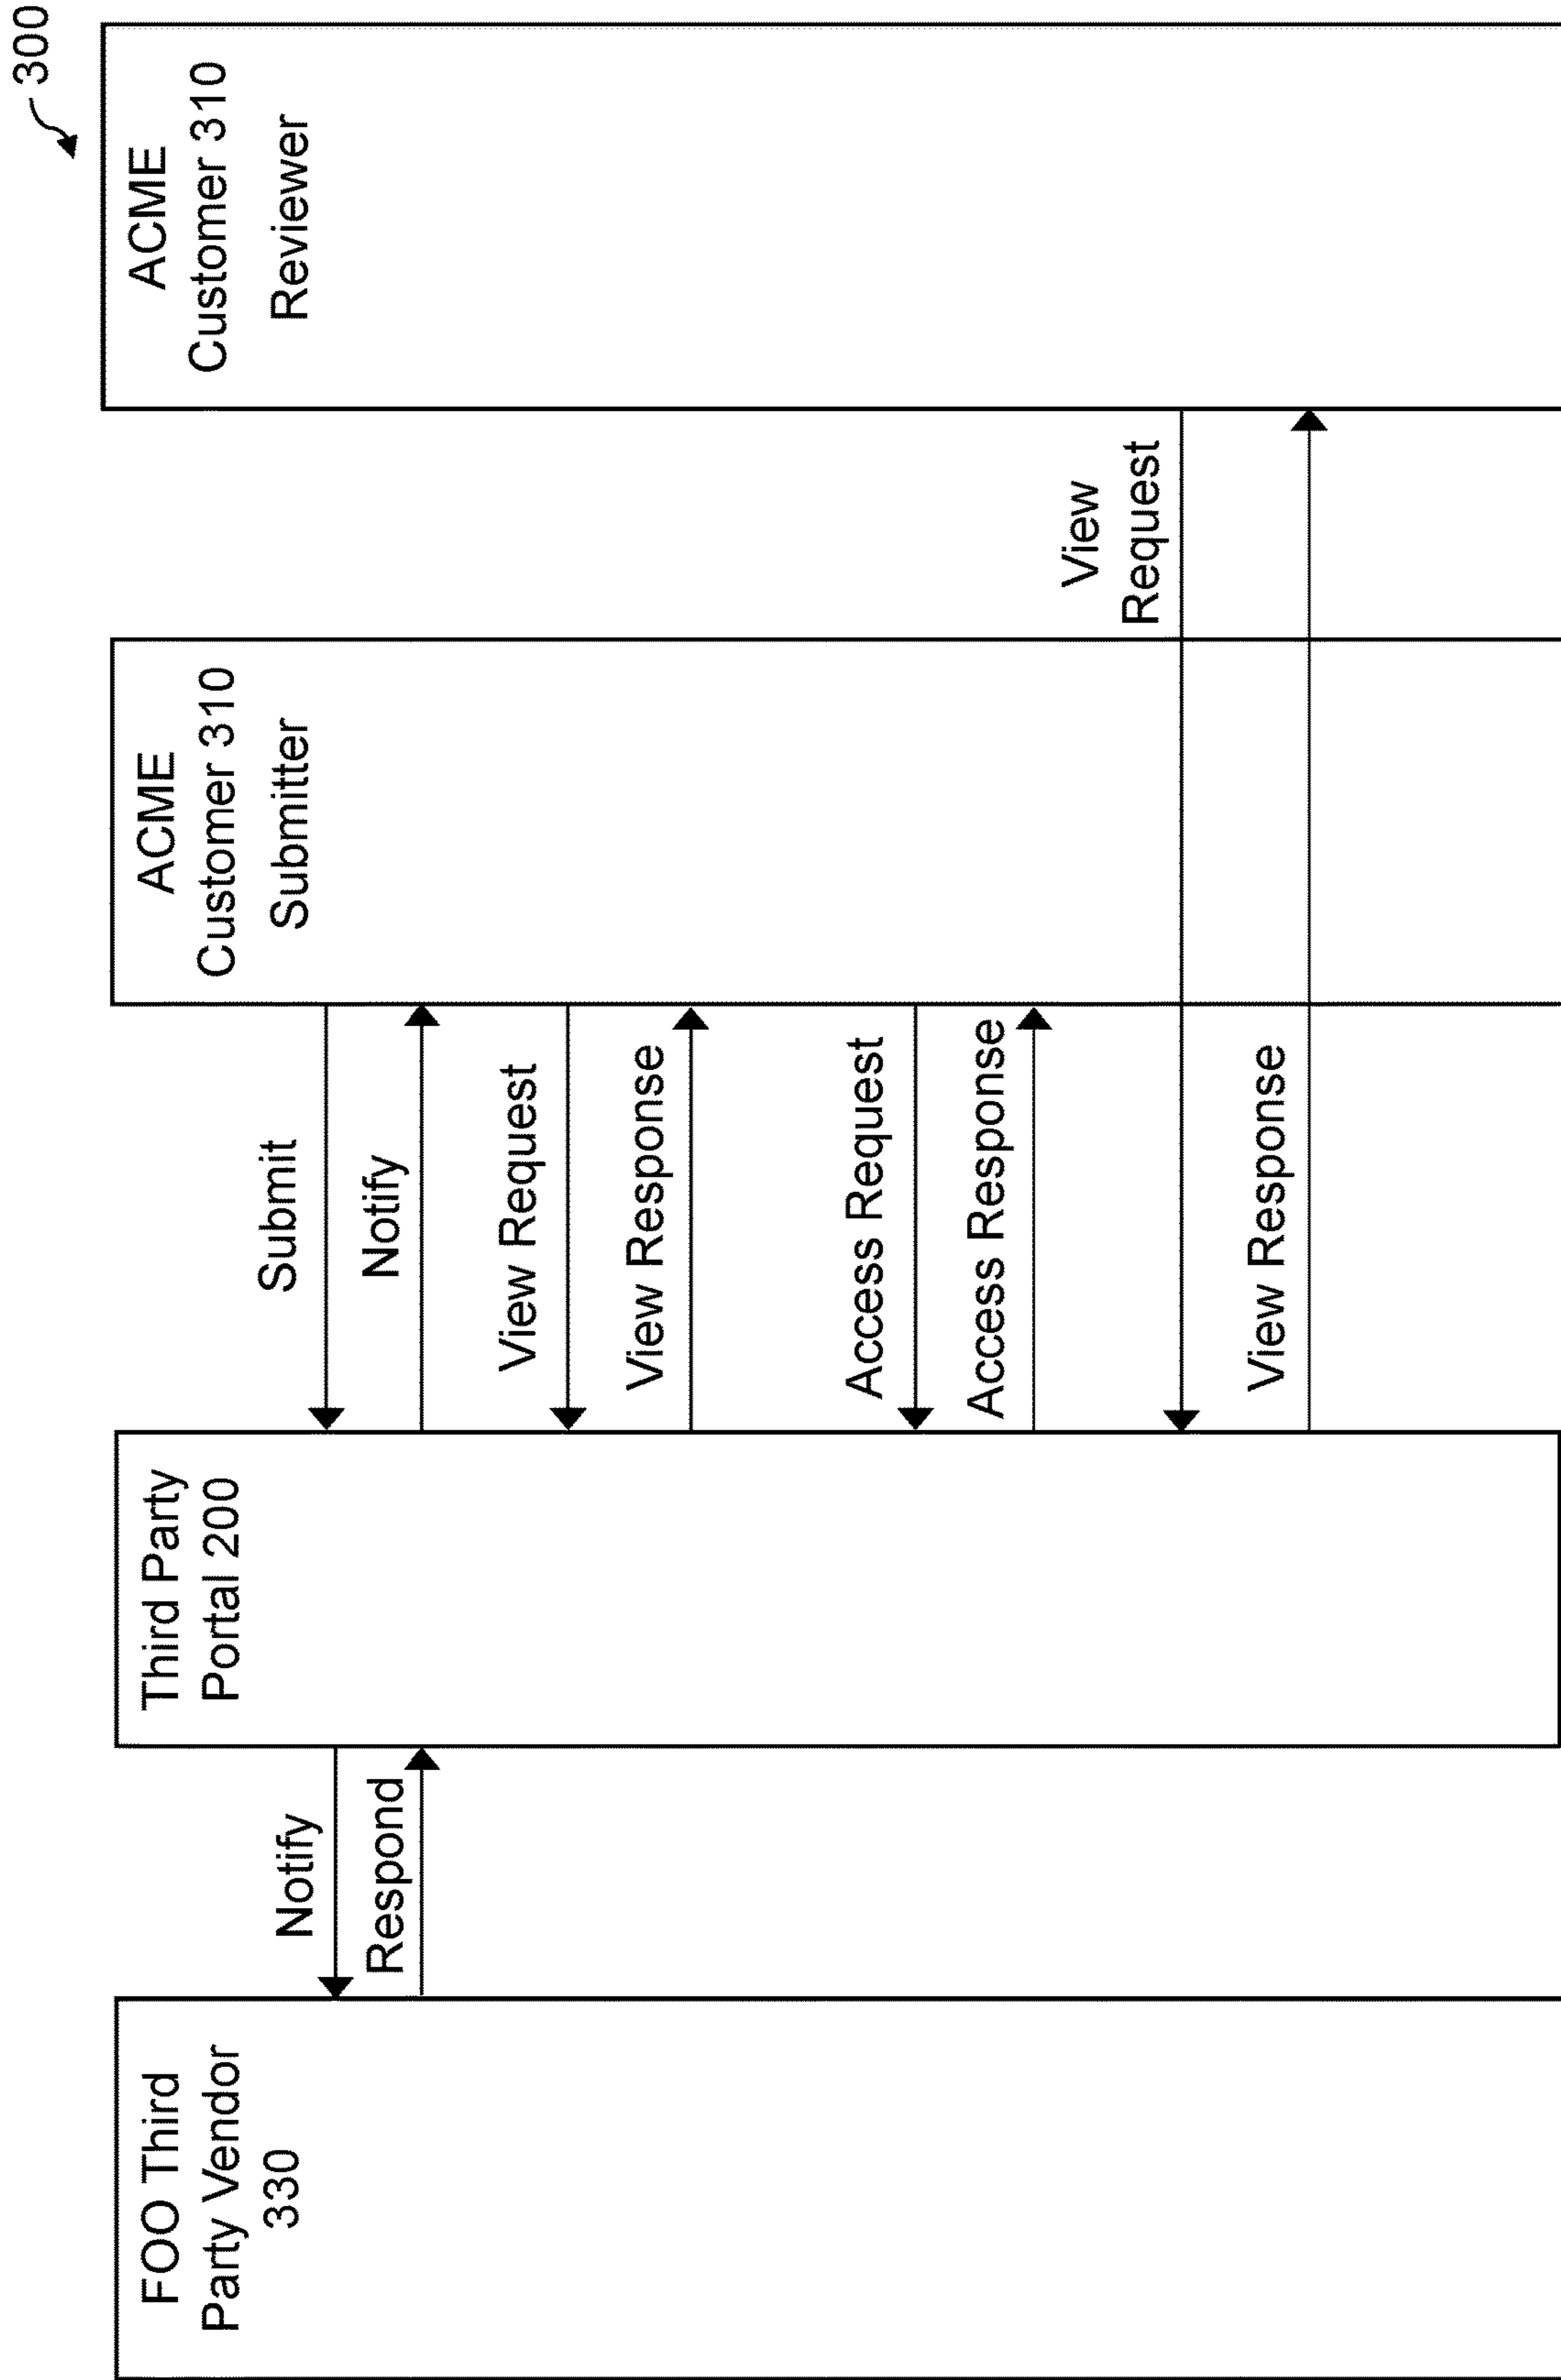 300
FOO Third
Party Vendor
330
Third Party
Portal 200
ACME
Customer 310
Submitter
ACME
Customer 310
Reviewer
Notify
Respond
Submit
Notify
View Request
View Response
Access Request
Access Response
View
Request
View Response